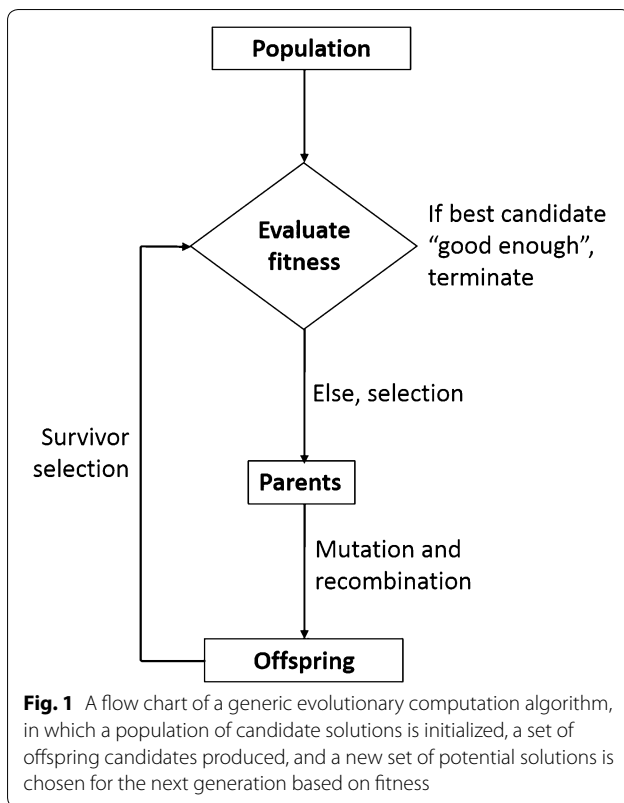 Population
Evaluate
fitness
If best candidate
“good enough”,
terminate
Else, selection
Survivor
selection
Parents
Mutation and
recombination
Offspring
Fig. 1 A flow chart of a generic evolutionary computation algorithm,
in which a population of candidate solutions is initialized, a set of
offspring candidates produced, and a new set of potential solutions is
chosen for the next generation based on fitness